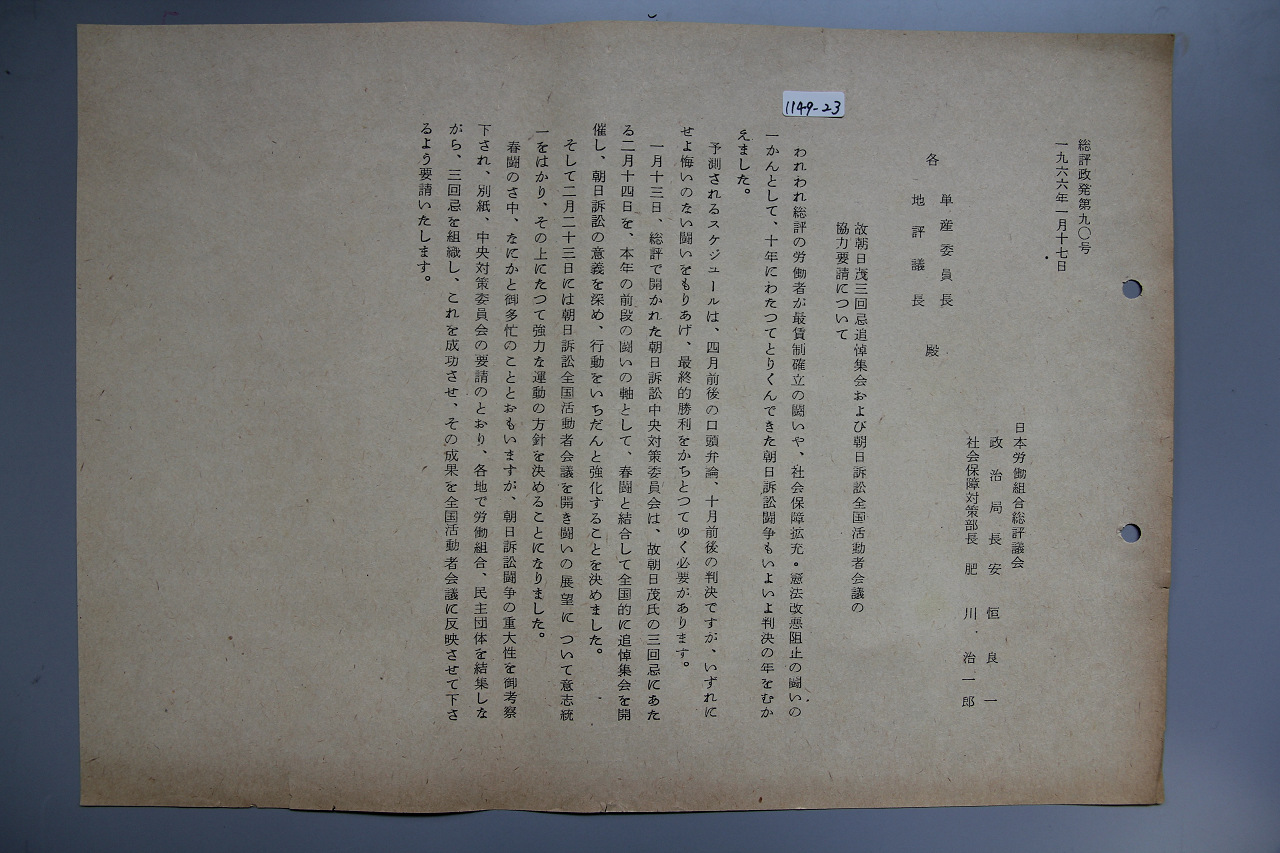 1149-23
総評政発第九〇号
一九六六年一月十七日
日本労働組合総評議会
政治局長 安恒良一
社会保障対策部長 肥川治一郎
各 単産委員長
地評議長 殿
故朝日茂三回忌追悼集会および朝日訴訟全国活動者会議の
協力要請について
われわれ総評の労働者が最賃制確立の闘いや、社会保障拡充・憲法改悪阻止の闘いの
一かんとして、十年にわたつてとりくんできた朝日訴訟闘争もいよいよ判決の年をむか
えました。
予測されるスケジュールは、四月前後の口頭弁論、十月前後の判決ですが、いずれに
せよ悔いのない闘いをもりあげ、最終的勝利をかちとつてゆく必要があります。
一月十三日、総評で開かれた朝日訴訟中央対策委員会は、故朝日茂氏の三回忌にあた
る二月十四日を、本年の前段の闘いの軸として、春闘と結合して全国的に追悼集会を開
催し、朝日訴訟の意義を深め、行動をいちだんと強化することを決めました。
そして二月二十三日には朝日訴訟全国活動者会議を開き闘いの展望について意志統
一をはかり、その上にたつて強力な運動の方針を決めることになりました。
春闘のさ中、なにかと御多忙のこととおもいますが、朝日訴訟闘争の重大性を御考察
下され、別紙、中央対策委員会の要請のとおり、各地で労働組合、民主団体を結集しな
がら、三回忌を組織し、これを成功させ、その成果を全国活動者会議に反映させて下さ
るよう要請いたします。